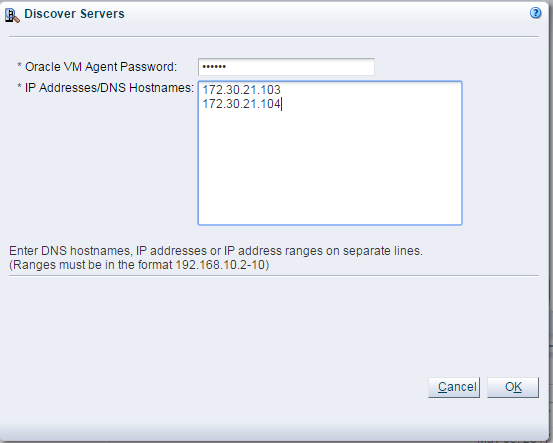 Discover Servers
* Oracle VM Agent Password: ••••••
* IP Addresses/DNS Hostnames: 172.30.21.103
172.30.21.104
Enter DNS hostnames, IP addresses or IP address ranges on separate lines.
(Ranges must be in the format 192.168.10.2-10)
Cancel OK